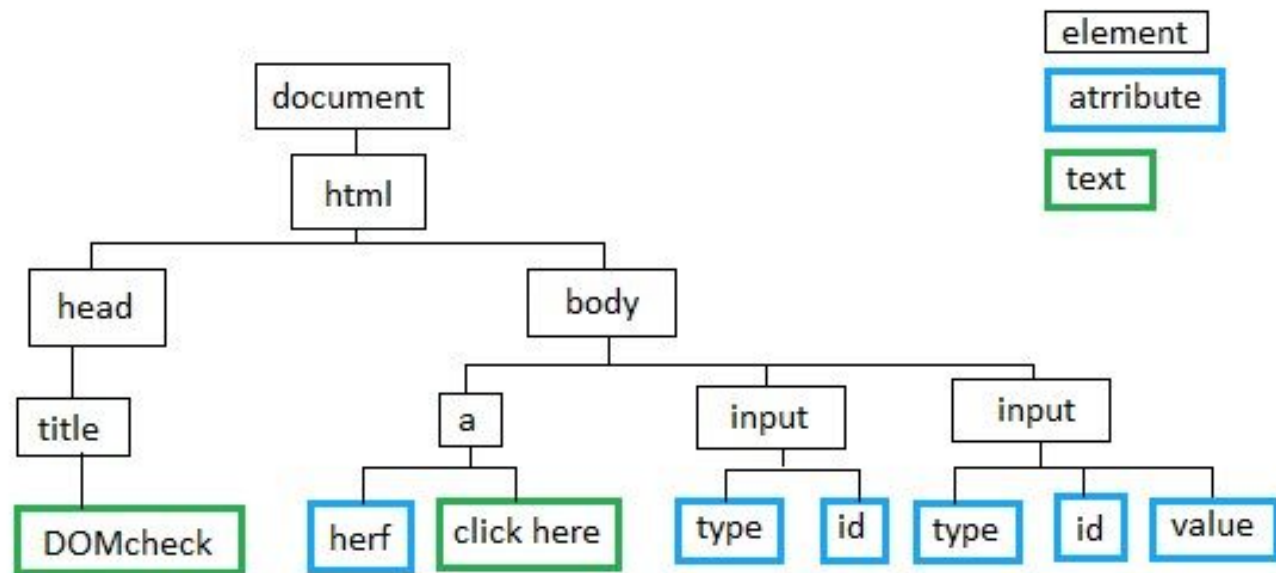 element
document
atrribute
html
text
head
body
title
a
input
input
DOMcheck
herf
click here
type
id
type
id
value